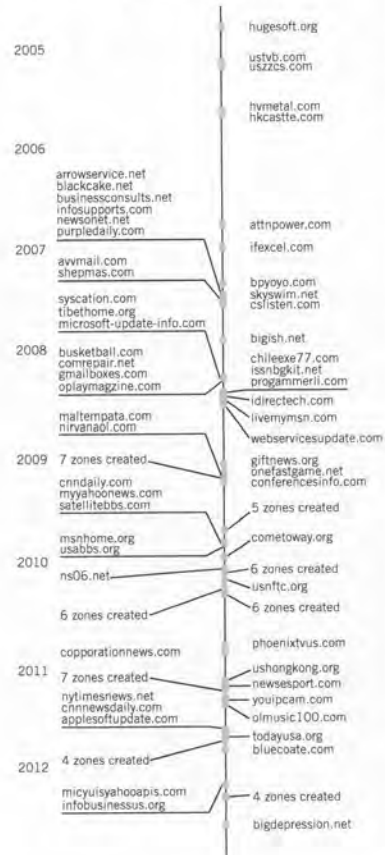 hugesoft.org
2005
ustvb.com
uszzcs.com
hvmetal.com
hkcastte.com
2006
arrowservice.net
blackcake.net
businessconsults.net
infosupports.com
newsonet.net
purpledaily.com
attnpower.com
2007
ifexcel.com
avvmail.com
shepmas.com
bpyoyo.com
skyswim.net
cslisten.com
syscation.com
tibethome.org
microsoft-update-info.com
bigish.net
2008
busketball.com
comrepair.net
gmailboxes.com
oplaymagzine.com
chileexe77.com
issnbgkit.net
progammerli.com
idirectech.com
livemymsn.com
webservicesupdate.com
maltempata.com
nirvanaol.com
2009
7 zones created
giftnews.org
onefastgame.net
conferencesinfo.com
cnndaily.com
myyahoonews.com
satellitebbs.com
5 zones created
msnhome.org
usabbs.org
cometoway.org
2010
ns06.net
6 zones created
usnftc.org
6 zones created
6 zones created
phoenixtvus.com
copporationnews.com
2011
ushongkong.org
7 zones created
newsesport.com
nytimesnews.net
cnnnewsdaily.com
applesoftupdate.com
youipcam.com
olmusic100.com
todayusa.org
bluecoate.com
4 zones created
2012
micyuisyahooapis.com
infobusinessus.org
4 zones created
bigdepression.net